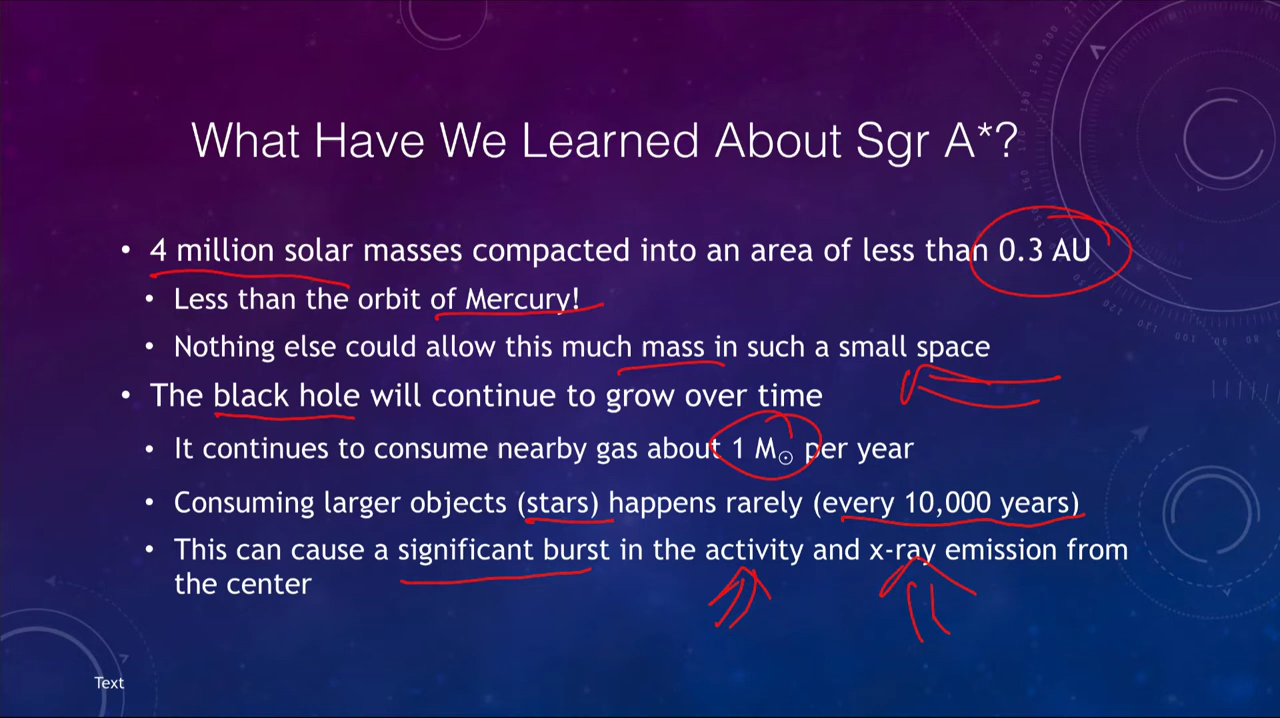 What Have We Learned About Sgr A*?
• 4 million solar masses compacted into an area of less than 0.3 AU
• Less than the orbit of Mercury!
• Nothing else could allow this much mass in such a small space
• The black hole will continue to grow over time
• It continues to consume nearby gas about 1 M☉ per year
• Consuming larger objects (stars) happens rarely (every 10,000 years)
• This can cause a significant burst in the activity and x-ray emission from
the center
Text